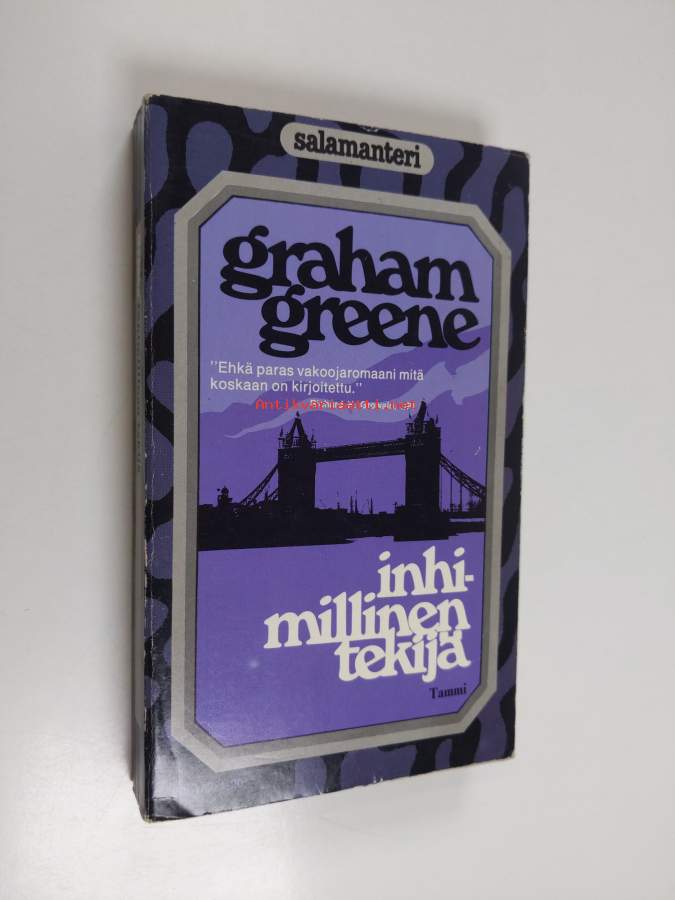 salamanteri
graham
greene
"Ehkä paras vakoojaromaani mitä
koskaan on kirjoitettu."
inhi-
millinen
tekijä
Tammi